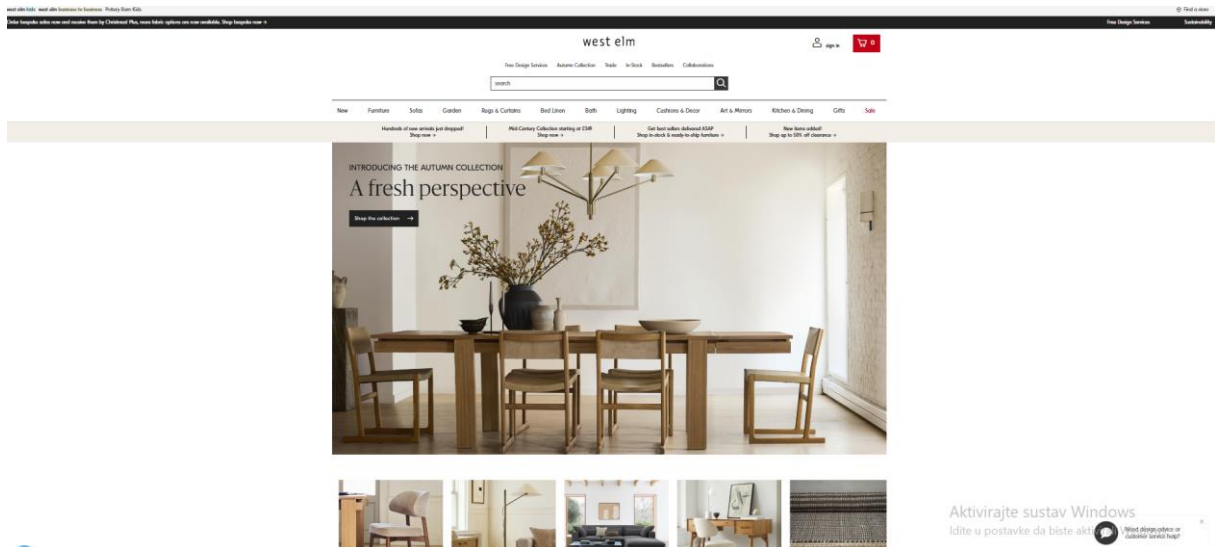 west elm kids west elm business to business Pottery Barn Kids
Find a store
Order bespoke sofas now and receive them by Christmas! Plus, more fabric options are now available. Shop bespoke now →
Free Design Services Sustainability
west elm
sign in
0
Free Design Services Autumn Collection Trade In-Stock Bestsellers Collaborations
search
New Furniture Sofas Garden Rugs & Curtains Bed Linen Bath Lighting Cushions & Decor Art & Mirrors Kitchen & Dining Gifts Sale
Hundreds of new arrivals just dropped!
Shop now →
Mid-Century Collection starting at £149
Shop now →
Get best sellers delivered ASAP
Shop in-stock & ready-to-ship furniture →
New items added!
Shop up to 50% off clearance →
INTRODUCING THE AUTUMN COLLECTION
A fresh perspective
Shop the collection →
Aktivirajte sustav Windows
Idite u postavke da biste
Need design advice or
customer service help?